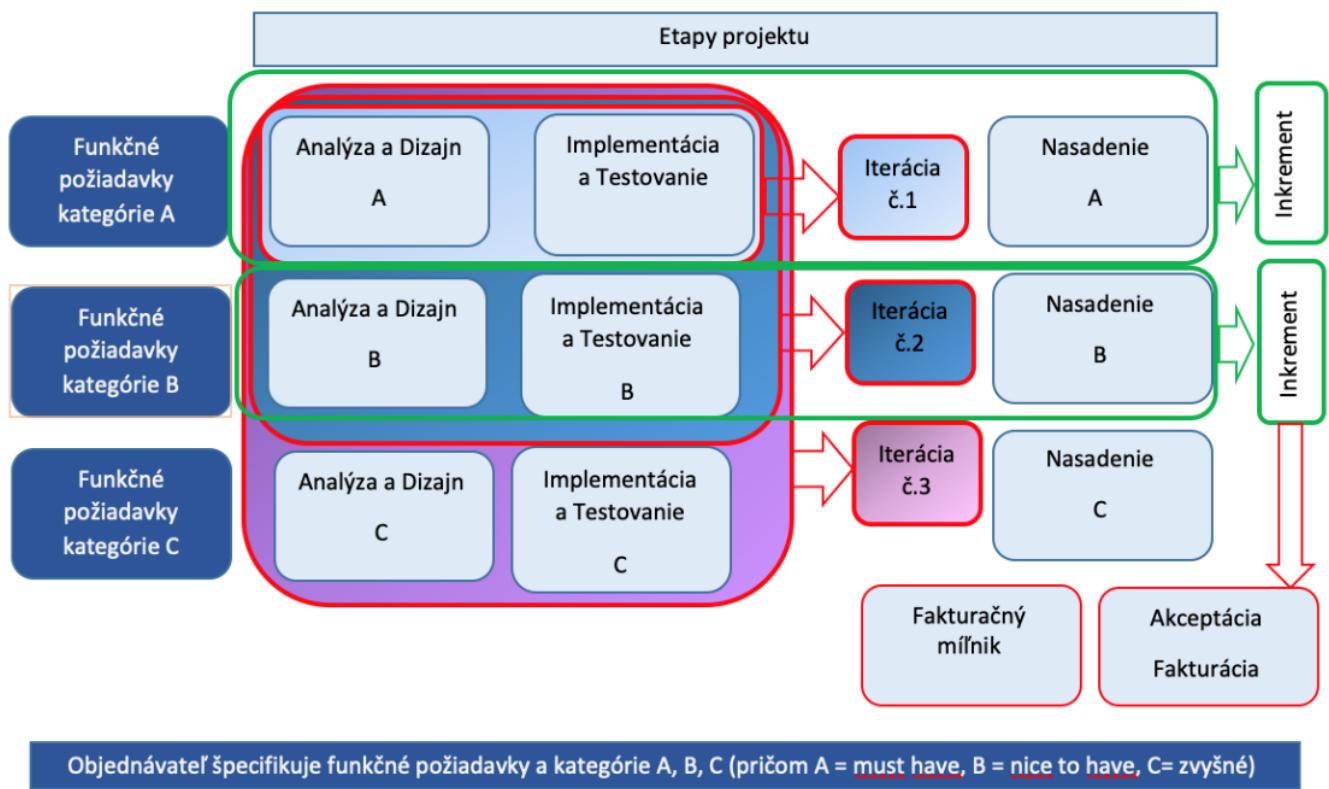 Etapy projektu
Funkčné
požiadavky
kategórie A
Analýza a Dizajn
A
Implementácia
a Testovanie
Iterácia
č.1
Nasadenie
A
Inkrement
Funkčné
požiadavky
kategórie B
Analýza a Dizajn
B
Implementácia
a Testovanie
B
Iterácia
č.2
Nasadenie
B
Inkrement
Funkčné
požiadavky
kategórie C
Analýza a Dizajn
C
Implementácia
a Testovanie
C
Iterácia
č.3
Nasadenie
C
Fakturačný
míľnik
Akceptácia
Fakturácia
Objednávateľ špecifikuje funkčné požiadavky a kategórie A, B, C (pričom A = must have, B = nice to have, C= zvyšné)